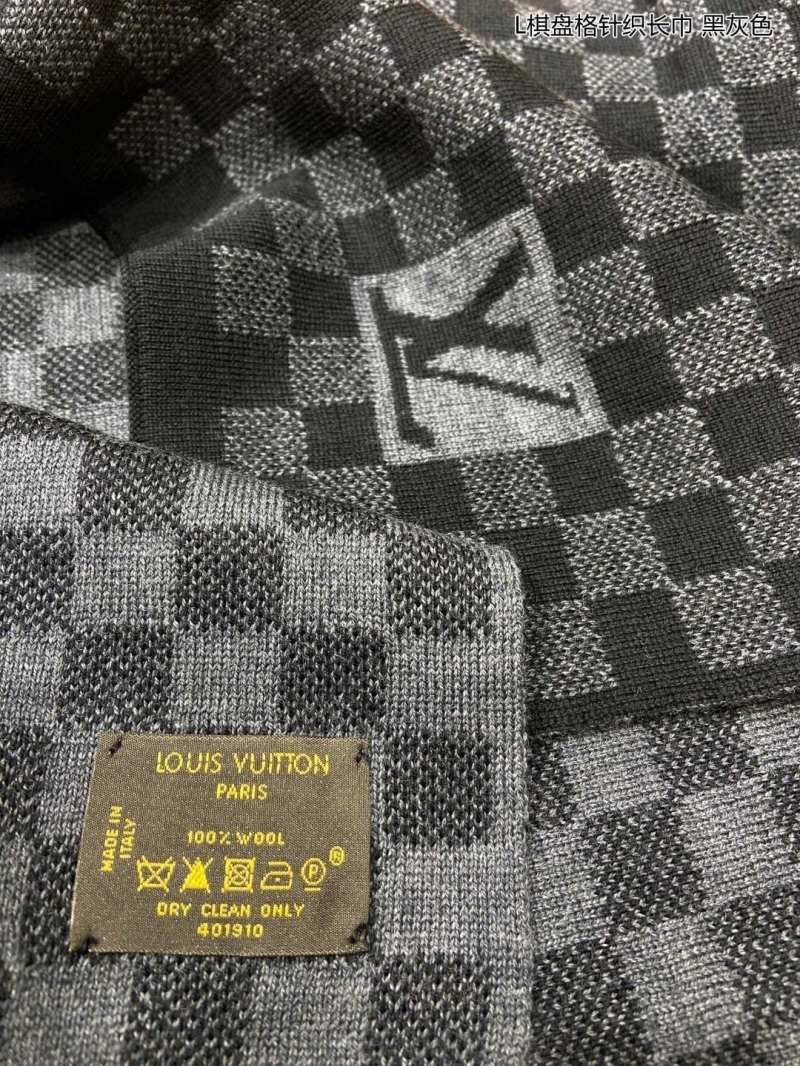 L棋盘格针织长巾 黑灰色
LV
LOUIS VUITTON
PARIS
MADE IN
ITALY
100% WOOL
P
®
DRY CLEAN ONLY
401910